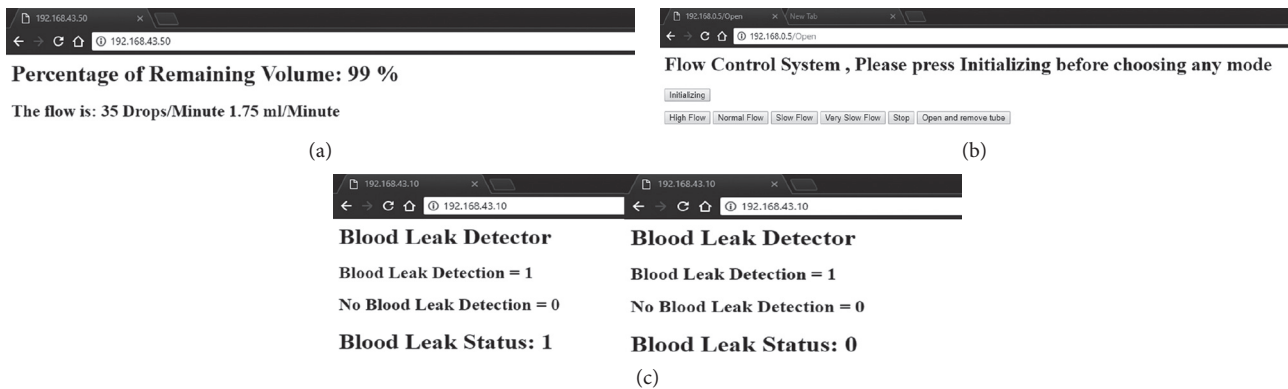 192.168.43.50
192.168.43.50
Percentage of Remaining Volume: 99 %
The flow is: 35 Drops/Minute 1.75 ml/Minute
(a)
192.168.0.5/Open New Tab
192.168.0.5/Open
Flow Control System , Please press Initializing before choosing any mode
Initializing
High Flow Normal Flow Slow Flow Very Slow Flow Stop Open and remove tube
(b)
192.168.43.10
192.168.43.10
Blood Leak Detector
Blood Leak Detection = 1
No Blood Leak Detection = 0
Blood Leak Status: 1
192.168.43.10
192.168.43.10
Blood Leak Detector
Blood Leak Detection = 1
No Blood Leak Detection = 0
Blood Leak Status: 0
(c)